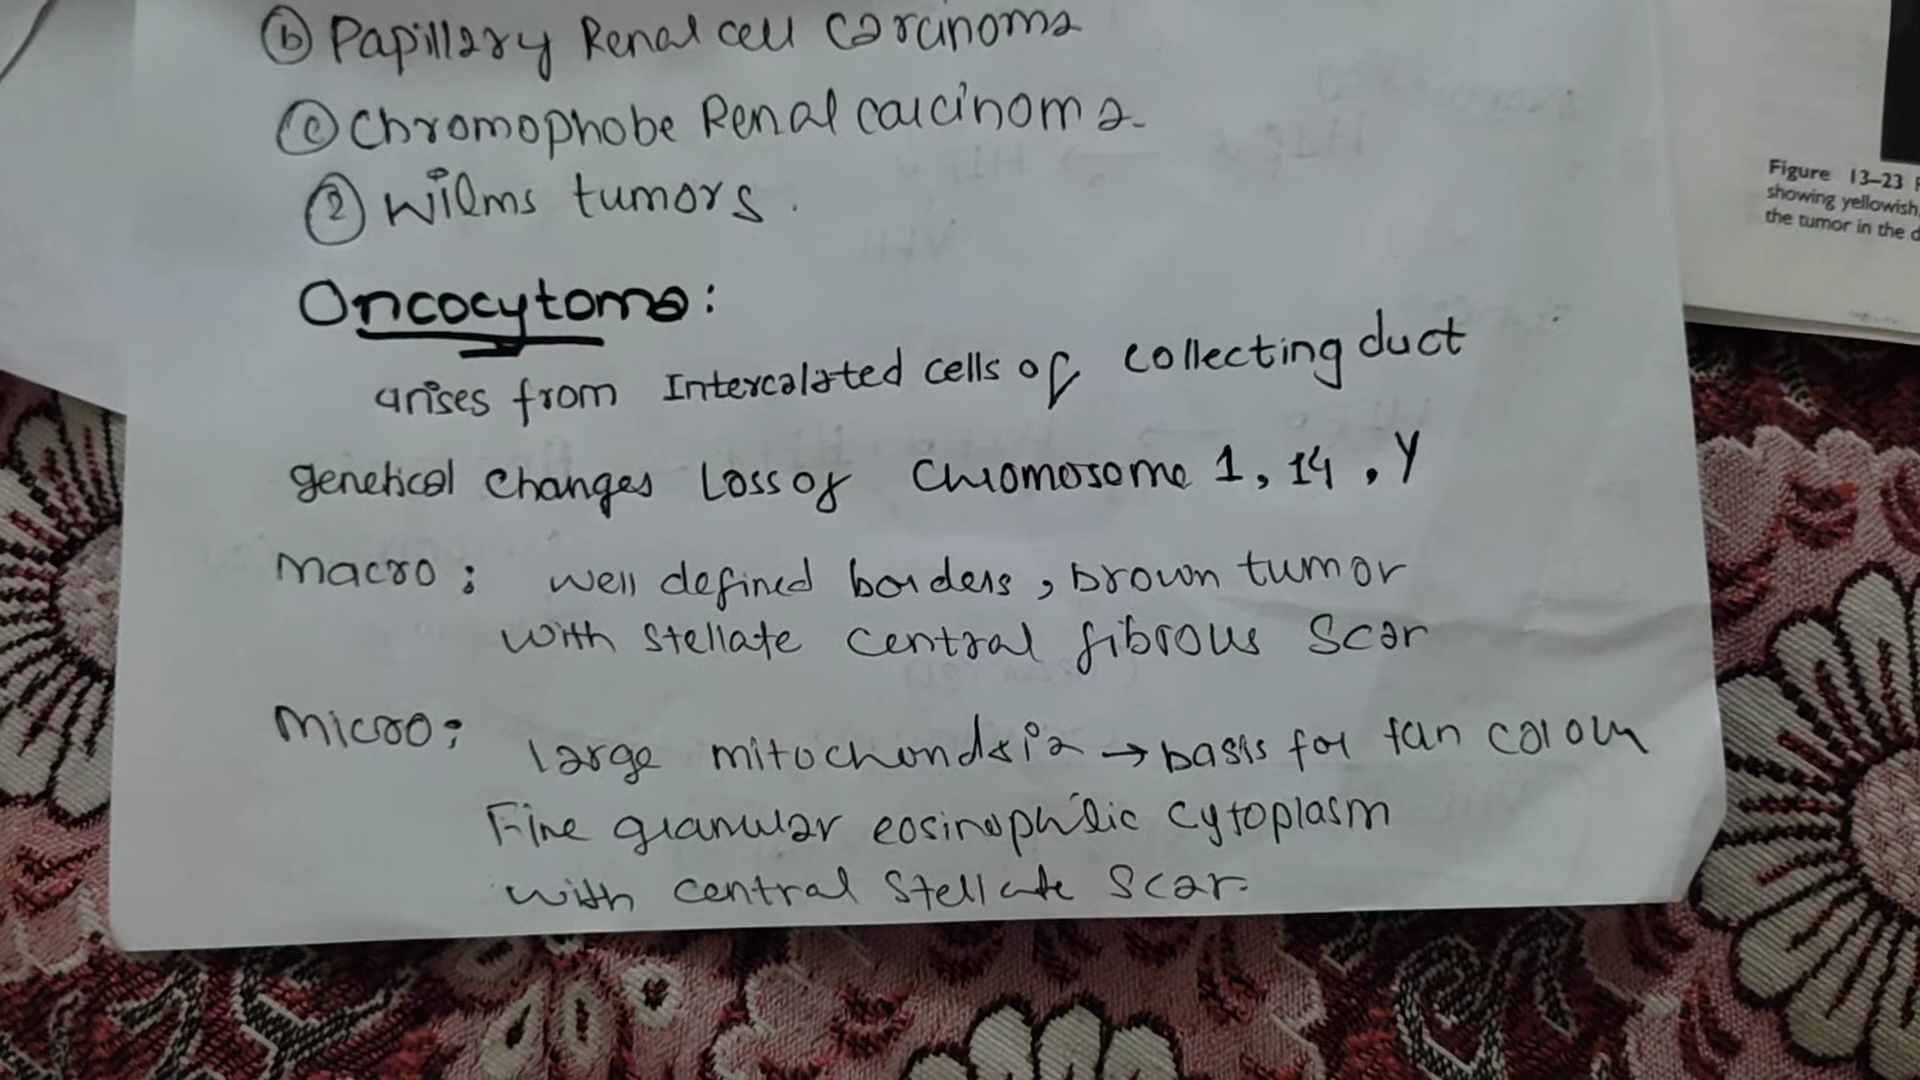 b Papillary Renal cell carcinoma
c Chromophobe Renal carcinoma
2 Wilms tumors.
Oncocytoma:
arises from Intercalated cells of collecting duct
genetical changes Loss of Chromosome 1, 14, Y
Macro: well defined borders, brown tumor
with stellate central fibrous Scar
Micro: large mitochondria → basis for tan colour
Fine granular eosinophilic cytoplasm
with central stellate Scar.
Figure 13-23
showing yellowish,
the tumor in the